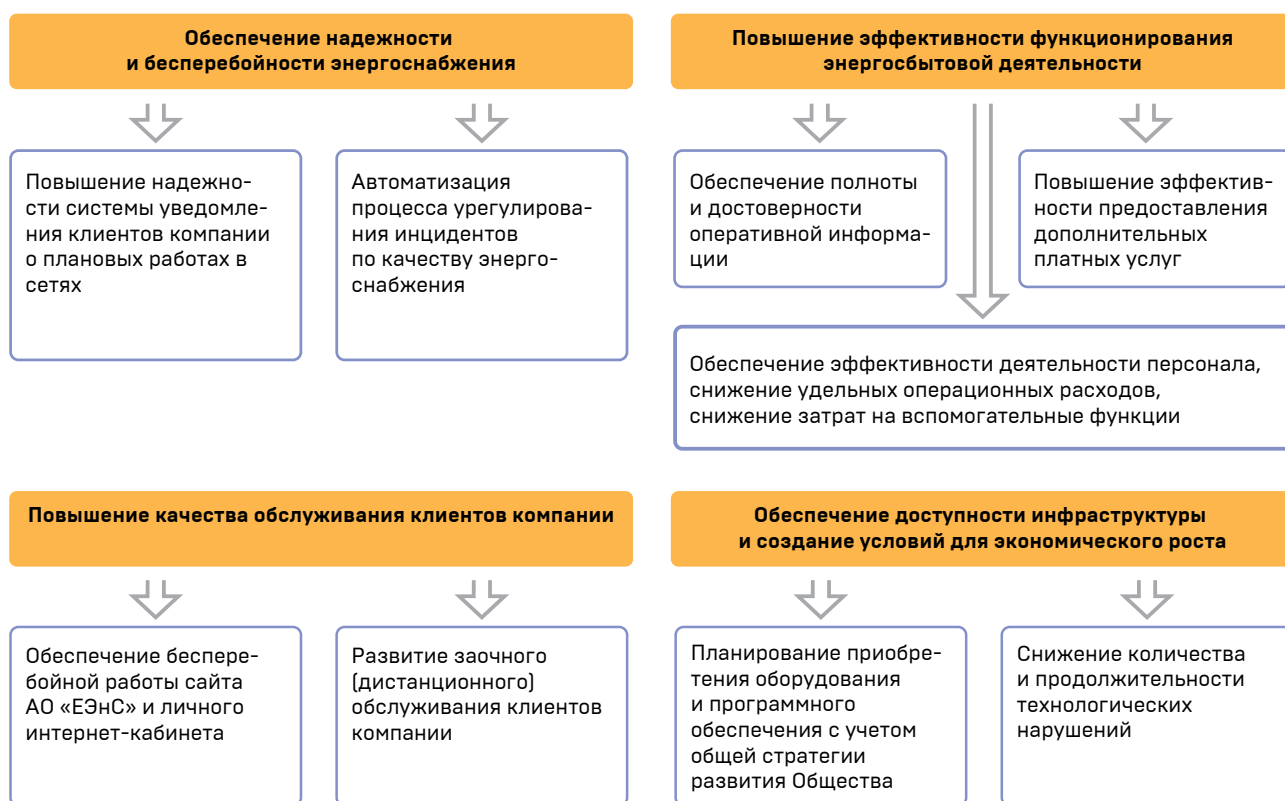 Обеспечение надежности
и бесперебойности энергоснабжения
Повышение надежно-
сти системы уведомле-
ния клиентов компании
о плановых работах в
сетях
Автоматизация
процесса урегулирова-
ния инцидентов
по качеству энерго-
снабжения
Повышение эффективности функционирования
энергосбытовой деятельности
Обеспечение полноты
и достоверности
оперативной информа-
ции
Повышение эффектив-
ности предоставления
дополнительных
платных услуг
Обеспечение эффективности деятельности персонала,
снижение удельных операционных расходов,
снижение затрат на вспомогательные функции
Повышение качества обслуживания клиентов компании
Обеспечение беспере-
бойной работы сайта
АО «ЕЭнС» и личного
интернет-кабинета
Развитие заочного
(дистанционного)
обслуживания клиентов
компании
Обеспечение доступности инфраструктуры
и создание условий для экономического роста
Планирование приобре-
тения оборудования
и программного
обеспечения с учетом
общей стратегии
развития Общества
Снижение количества
и продолжительности
технологических
нарушений